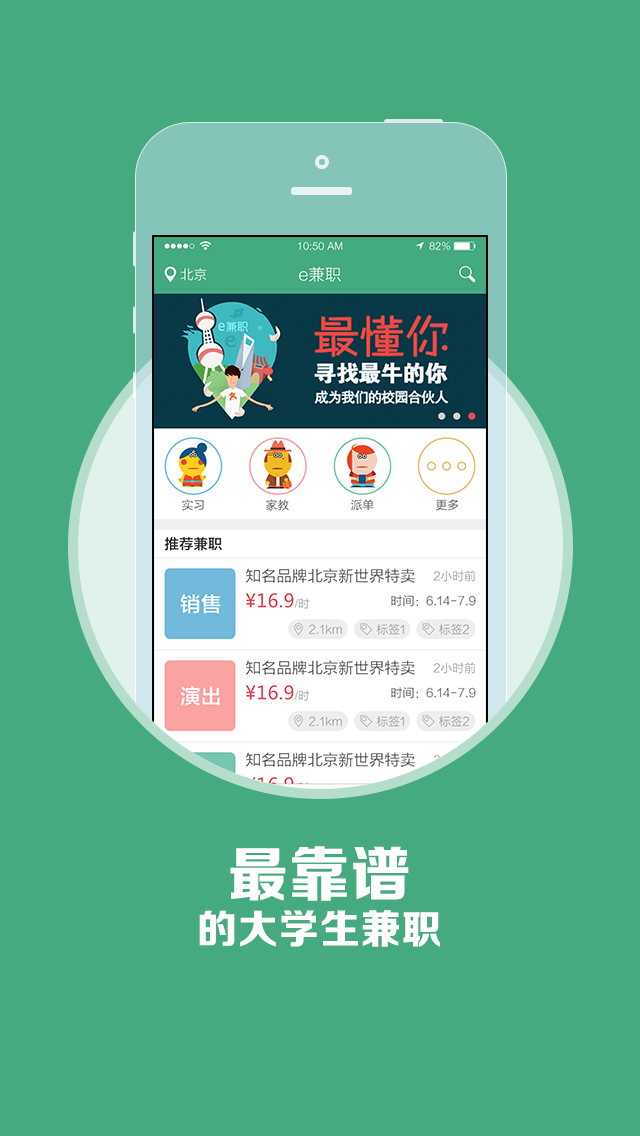 10:50 AM
82%
北京
e兼职
e兼职
e
最懂你
寻找最牛的你
成为我们的校园合伙人
实习
家教
派单
更多
推荐兼职
销售
知名品牌北京新世界特卖
2小时前
¥16.9/时
时间：6.14-7.9
2.1km
标签1
标签2
演出
知名品牌北京新世界特卖
2小时前
¥16.9/时
时间：6.14-7.9
2.1km
标签1
标签2
知名品牌北京新世界特卖
2小时前
¥16.9
最靠谱
的大学生兼职